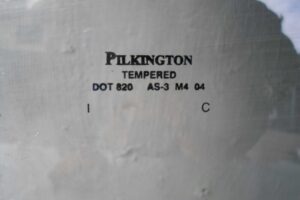 PILKINGTON
TEMPERED
DOT 820 AS-3 M4 04
I C